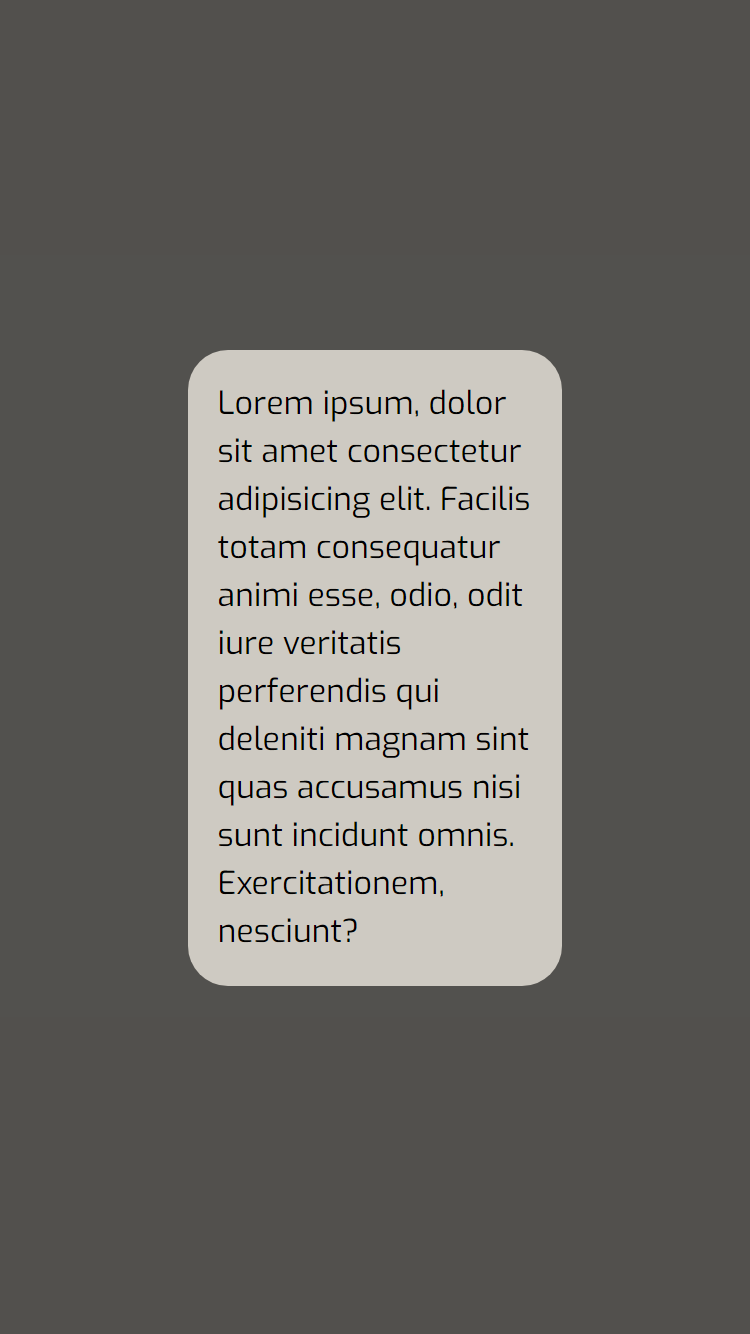 Lorem ipsum, dolor
sit amet consectetur
adipisicing elit. Facilis
totam consequatur
animi esse, odio, odit
iure veritatis
perferendis qui
deleniti magnam sint
quas accusamus nisi
sunt incidunt omnis.
Exercitationem,
nesciunt?